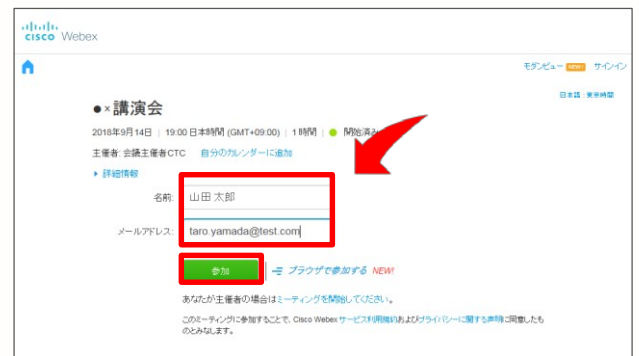 CISCO Webex
モダンビュー NEW! サインイン
日本語 : 東京時間
●×講演会
2018年9月14日 | 19:00 日本時間 (GMT+09:00) | 1 時間 | 開始済み
主催者: 会議主催者CTC 自分のカレンダーに追加
詳細情報
名前: 山田 太郎
メールアドレス: taro.yamada@test.com
参加 ブラウザで参加する NEW!
あなたが主催者の場合はミーティングを開始してください。
このミーティングに参加することで、Cisco Webex サービス利用規約およびプライバシーに関する声明に同意したも
のとみなします。